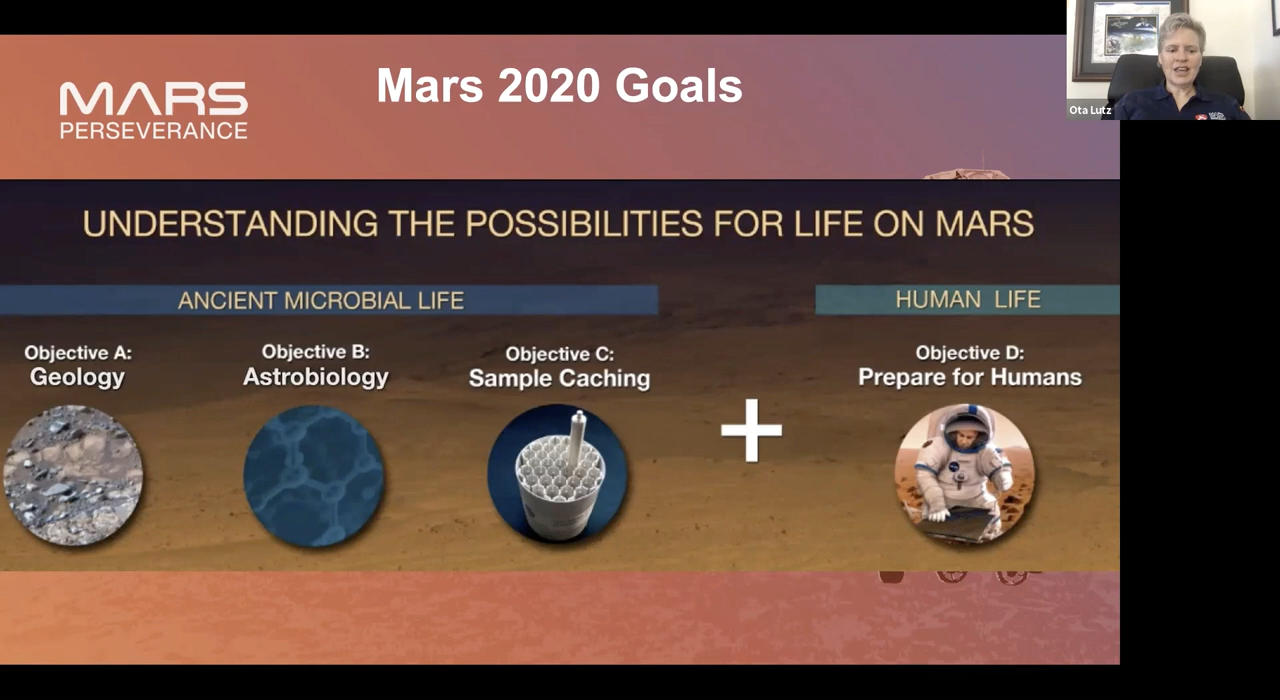 MARS
PERSEVERANCE
Mars 2020 Goals
Ota Lutz
UNDERSTANDING THE POSSIBILITIES FOR LIFE ON MARS
ANCIENT MICROBIAL LIFE
HUMAN LIFE
Objective A:
Geology
Objective B:
Astrobiology
Objective C:
Sample Caching
Objective D:
Prepare for Humans